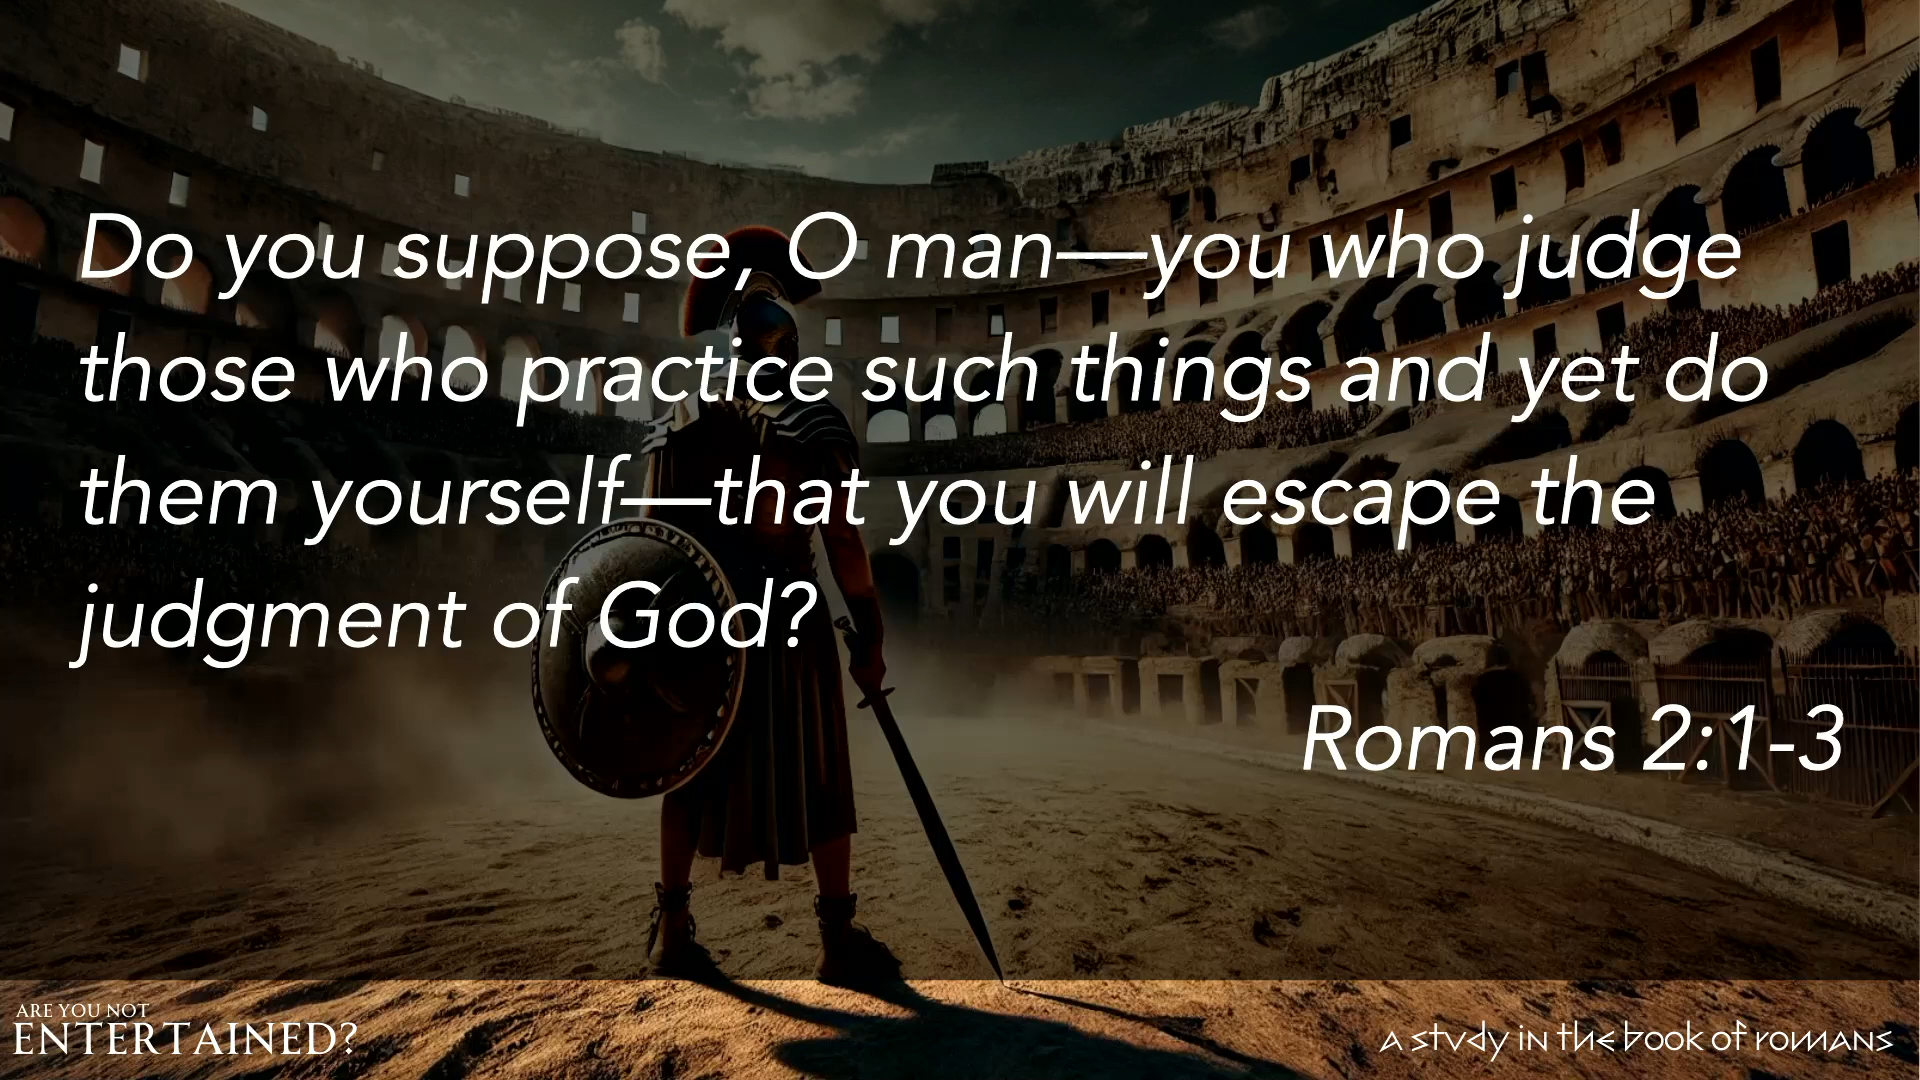 Do you suppose, O man—you who judge
those who practice such things and yet do
them yourself—that you will escape the
judgment of God?
Romans 2:1-3
ARE YOU NOT
ENTERTAINED?
A study in the book of romans